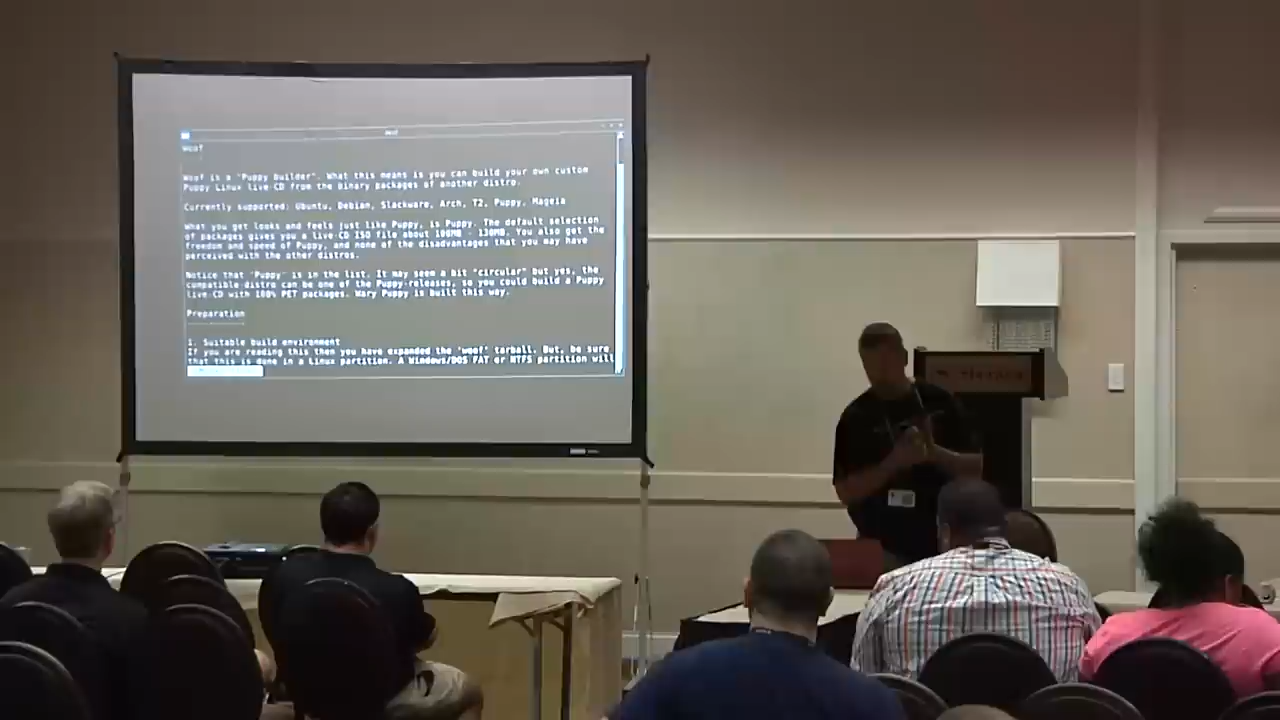 Woof
Woof is a "Puppy builder". What this means is you can build your own custom
Puppy Linux live-CD from the binary packages of another distro.
Currently supported: Ubuntu, Debian, Slackware, Arch, T2, Puppy, Mageia
What you get looks and feels just like Puppy, is Puppy. The default selection
of packages gives you a live-CD ISO file about 100MB - 130MB. You also get the
freedom and speed of Puppy, and none of the disadvantages that you may have
perceived with the other distros.
Notice that "Puppy" is in the list. It may seem a bit "circular" but yes, the
compatible distro can be one of the Puppy-releases, so you could build a Puppy
live-CD with 100% PET packages. Wary Puppy is built this way.
Preparation
1. Suitable build environment
If you are reading this then you have expanded the 'woof' tarball. But, be sure
that this is done in a Linux partition. A Windows/DOS FAT or NTFS partition will